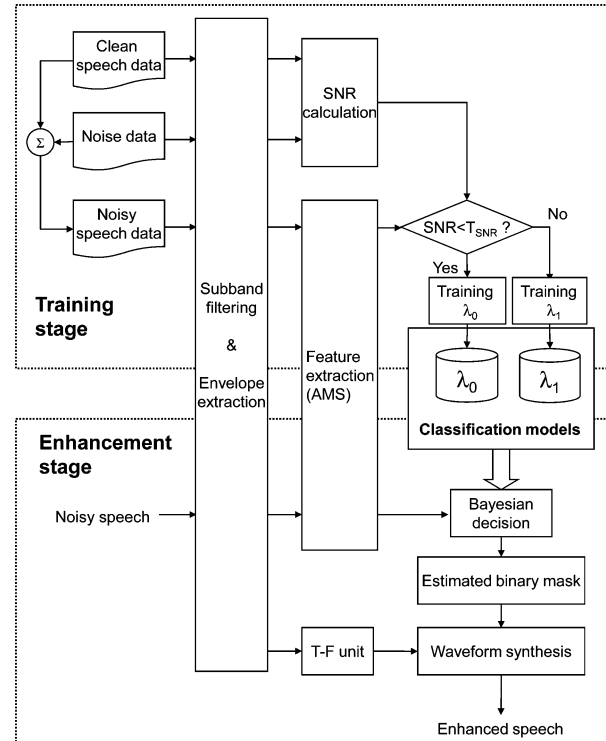 Clean
speech data
Σ
Noise data
Noisy
speech data
Training
stage
Subband
filtering
&
Envelope
extraction
SNR
calculation
Feature
extraction
(AMS)
SNR<T_SNR ?
No
Yes
Training
λ0
Training
λ1
λ0
λ1
Classification models
Enhancement
stage
Noisy speech
Bayesian
decision
Estimated binary mask
T-F unit
Waveform synthesis
Enhanced speech